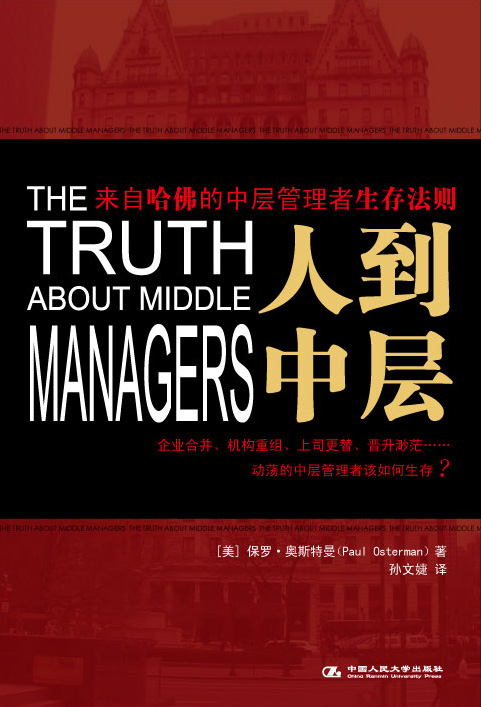 THE TRUTH ABOUT MIDDLE MANAGERS THE TRUTH ABOUT MIDDLE MANAGERS THE TRUTH ABOUT MIDDLE MANAGERS THE TRUTH ABOUT MIDDLE M
THE 来自哈佛的中层管理者生存法则
TRUTH
ABOUT MIDDLE
MANAGERS
人到
中层
企业合并、机构重组、上司更替、晋升渺茫……
动荡的中层管理者该如何生存?
THE TRUTH ABOUT MIDDLE MANAGERS THE TRUTH ABOUT MIDDLE MANAGERS THE TRUTH ABOUT MIDDLE MANAGERS THE TRUTH ABOUT MIDDLE M
[美] 保罗·奥斯特曼(Paul Osterman) 著
孙文婕 译
中国人民大学出版社
China Renmin University Press